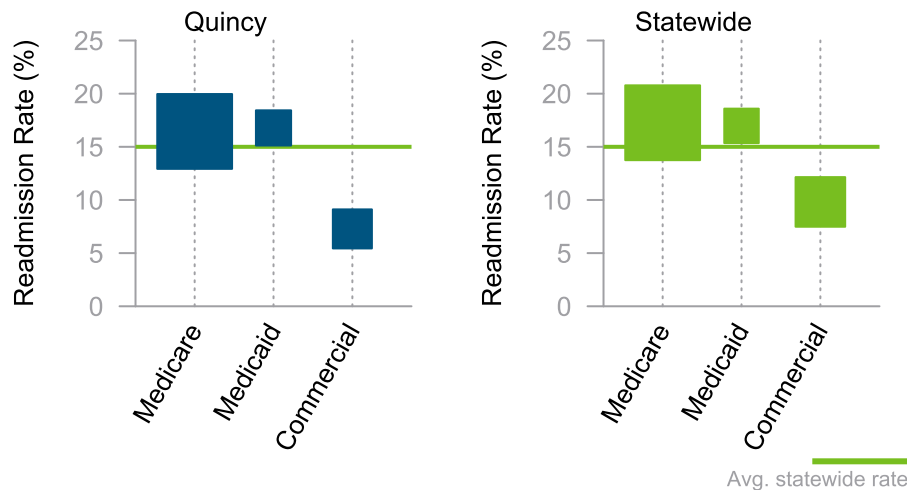 Quincy
Readmission Rate (%)
25
20
15
10
5
0
Medicare
Medicaid
Commercial
Statewide
Readmission Rate (%)
25
20
15
10
5
0
Medicare
Medicaid
Commercial
Avg. statewide rate